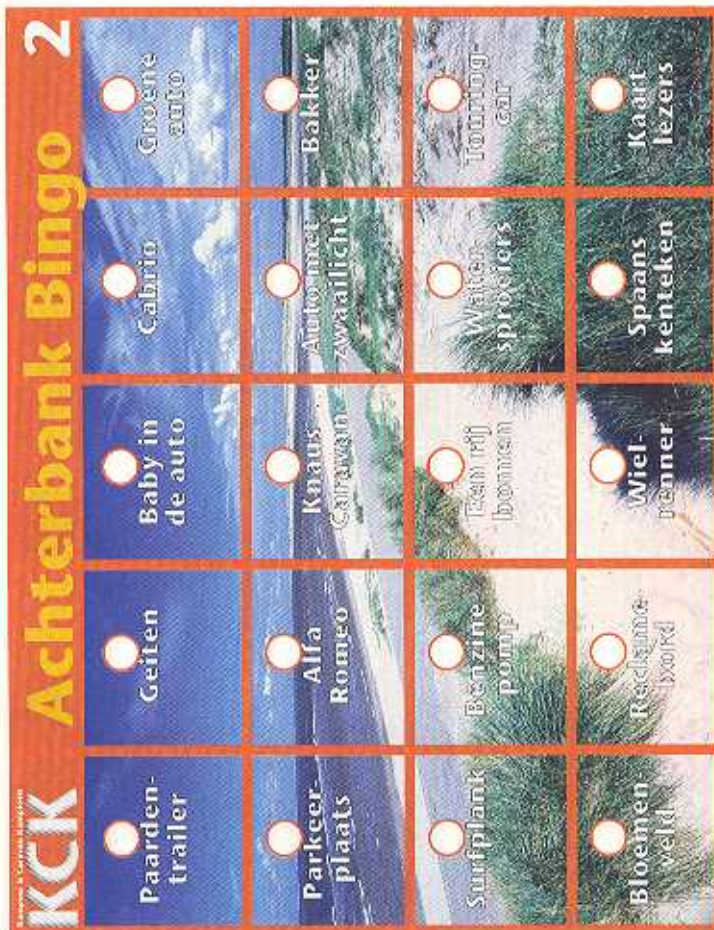 KCK Achterbank Bingo 2
Paarden-
trailer
Geiten
Baby in
de auto
Cabrio
Groene
auto
Parkeer
plaats
Alfa
Romeo
Knaus
Caravan
Auto met
zwaailicht
Bakker
Surfplank
Benzine
pomp
Een rij
bomen
Water
sproeiers
Touring-
car
Bloemen-
veld
Reclame-
bord
Wiel-
renner
Spaans
kenteken
Kaart
lezers